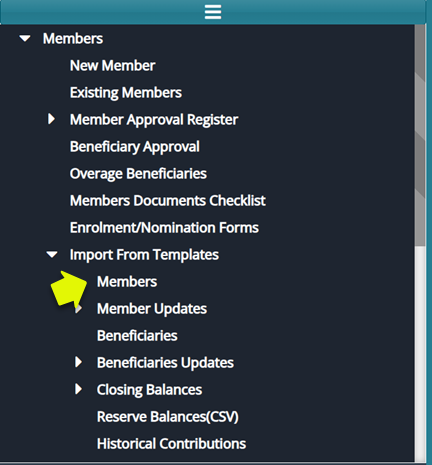 Members
New Member
Existing Members
Member Approval Register
Beneficiary Approval
Overage Beneficiaries
Members Documents Checklist
Enrolment/Nomination Forms
Import From Templates
Members
Member Updates
Beneficiaries
Beneficiaries Updates
Closing Balances
Reserve Balances(CSV)
Historical Contributions